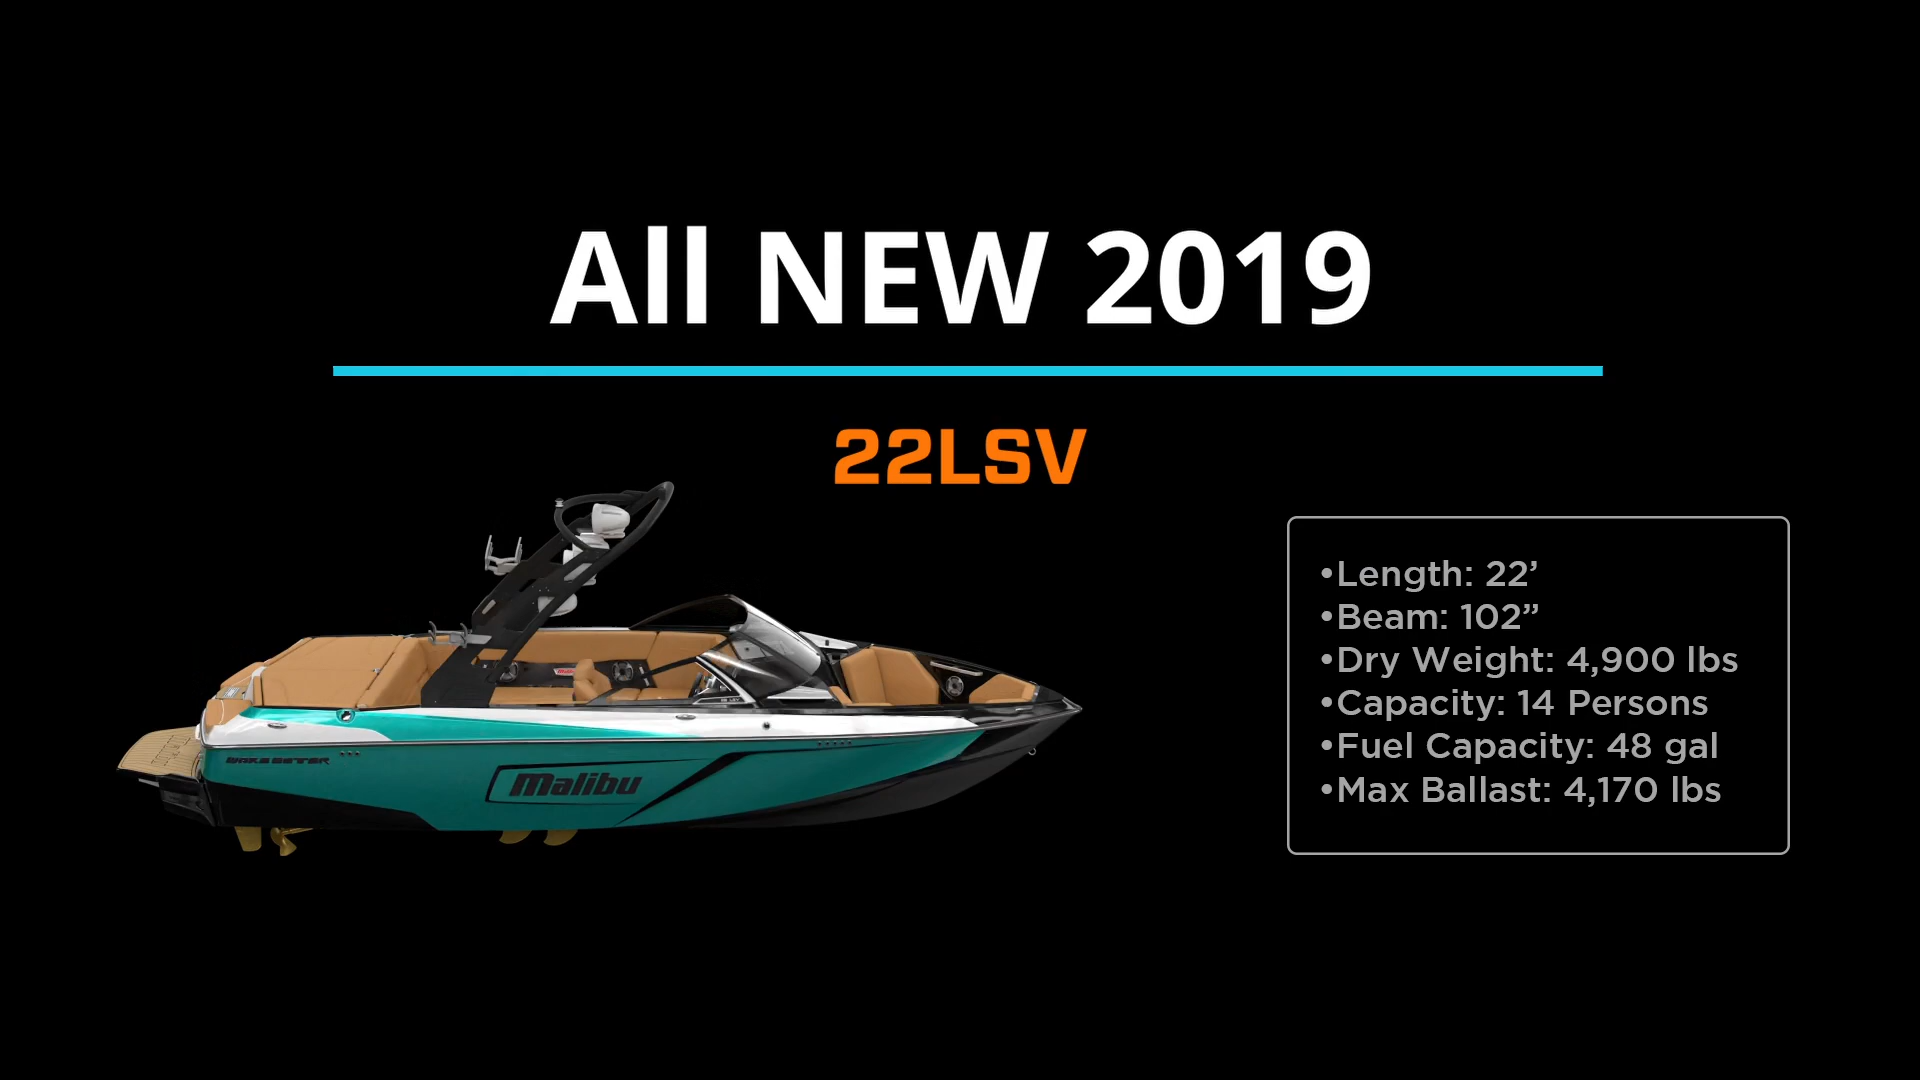 All NEW 2019
22LSV
•Length: 22’
•Beam: 102”
•Dry Weight: 4,900 lbs
•Capacity: 14 Persons
•Fuel Capacity: 48 gal
•Max Ballast: 4,170 lbs
WAKESETTER
Malibu